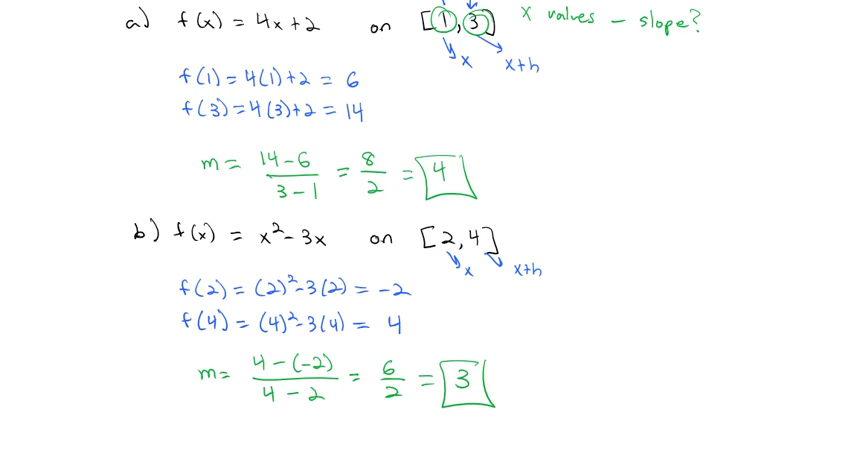 a) f(x) = 4x+2 on [1, 3] x values – slope?
x x+h
f(1) = 4(1)+2 = 6
f(3) = 4(3)+2 = 14
m = 14-6 / 3-1 = 8/2 = 4
b) f(x) = x²-3x on [2, 4]
x x+h
f(2) = (2)²-3(2) = -2
f(4) = (4)²-3(4) = 4
m = 4-(-2) / 4-2 = 6/2 = 3